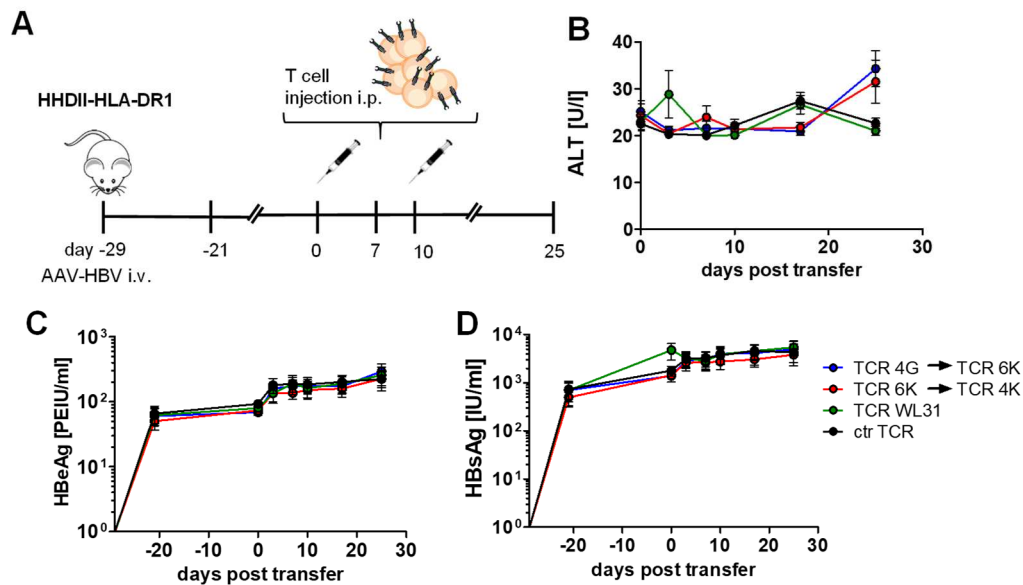 A
HHDII-HLA-DR1
T cell
injection i.p.
day -29
-21
0
7
10
25
AAV-HBV i.v.
B
ALT [U/l]
40
30
20
10
0
0
10
20
30
days post transfer
C
HBeAg [PEIU/ml]
10³
10²
10¹
10⁰
-20
-10
0
10
20
30
days post transfer
D
HBsAg [IU/ml]
10⁴
10³
10²
10¹
10⁰
-20
-10
0
10
20
30
days post transfer
TCR 4G → TCR 6K
TCR 6K → TCR 4K
TCR WL31
ctr TCR